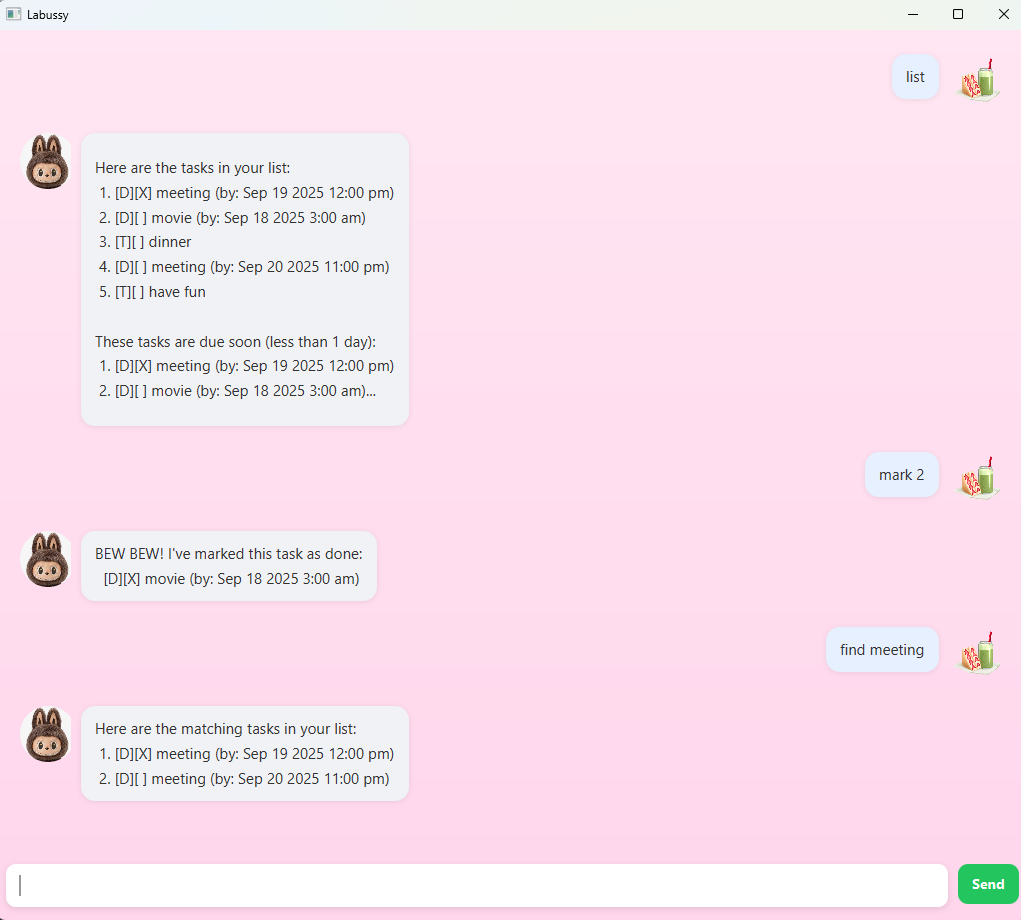 Labussy
list
Here are the tasks in your list:
1. [D][X] meeting (by: Sep 19 2025 12:00 pm)
2. [D][ ] movie (by: Sep 18 2025 3:00 am)
3. [T][ ] dinner
4. [D][ ] meeting (by: Sep 20 2025 11:00 pm)
5. [T][ ] have fun
These tasks are due soon (less than 1 day):
1. [D][X] meeting (by: Sep 19 2025 12:00 pm)
2. [D][ ] movie (by: Sep 18 2025 3:00 am)...
mark 2
BEW BEW! I've marked this task as done:
[D][X] movie (by: Sep 18 2025 3:00 am)
find meeting
Here are the matching tasks in your list:
1. [D][X] meeting (by: Sep 19 2025 12:00 pm)
2. [D][ ] meeting (by: Sep 20 2025 11:00 pm)
Send